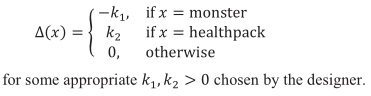 −k₁, if x = monster
Δ(x) = { k₂ if x = healthpack
0, otherwise
for some appropriate k₁, k₂ > 0 chosen by the designer.